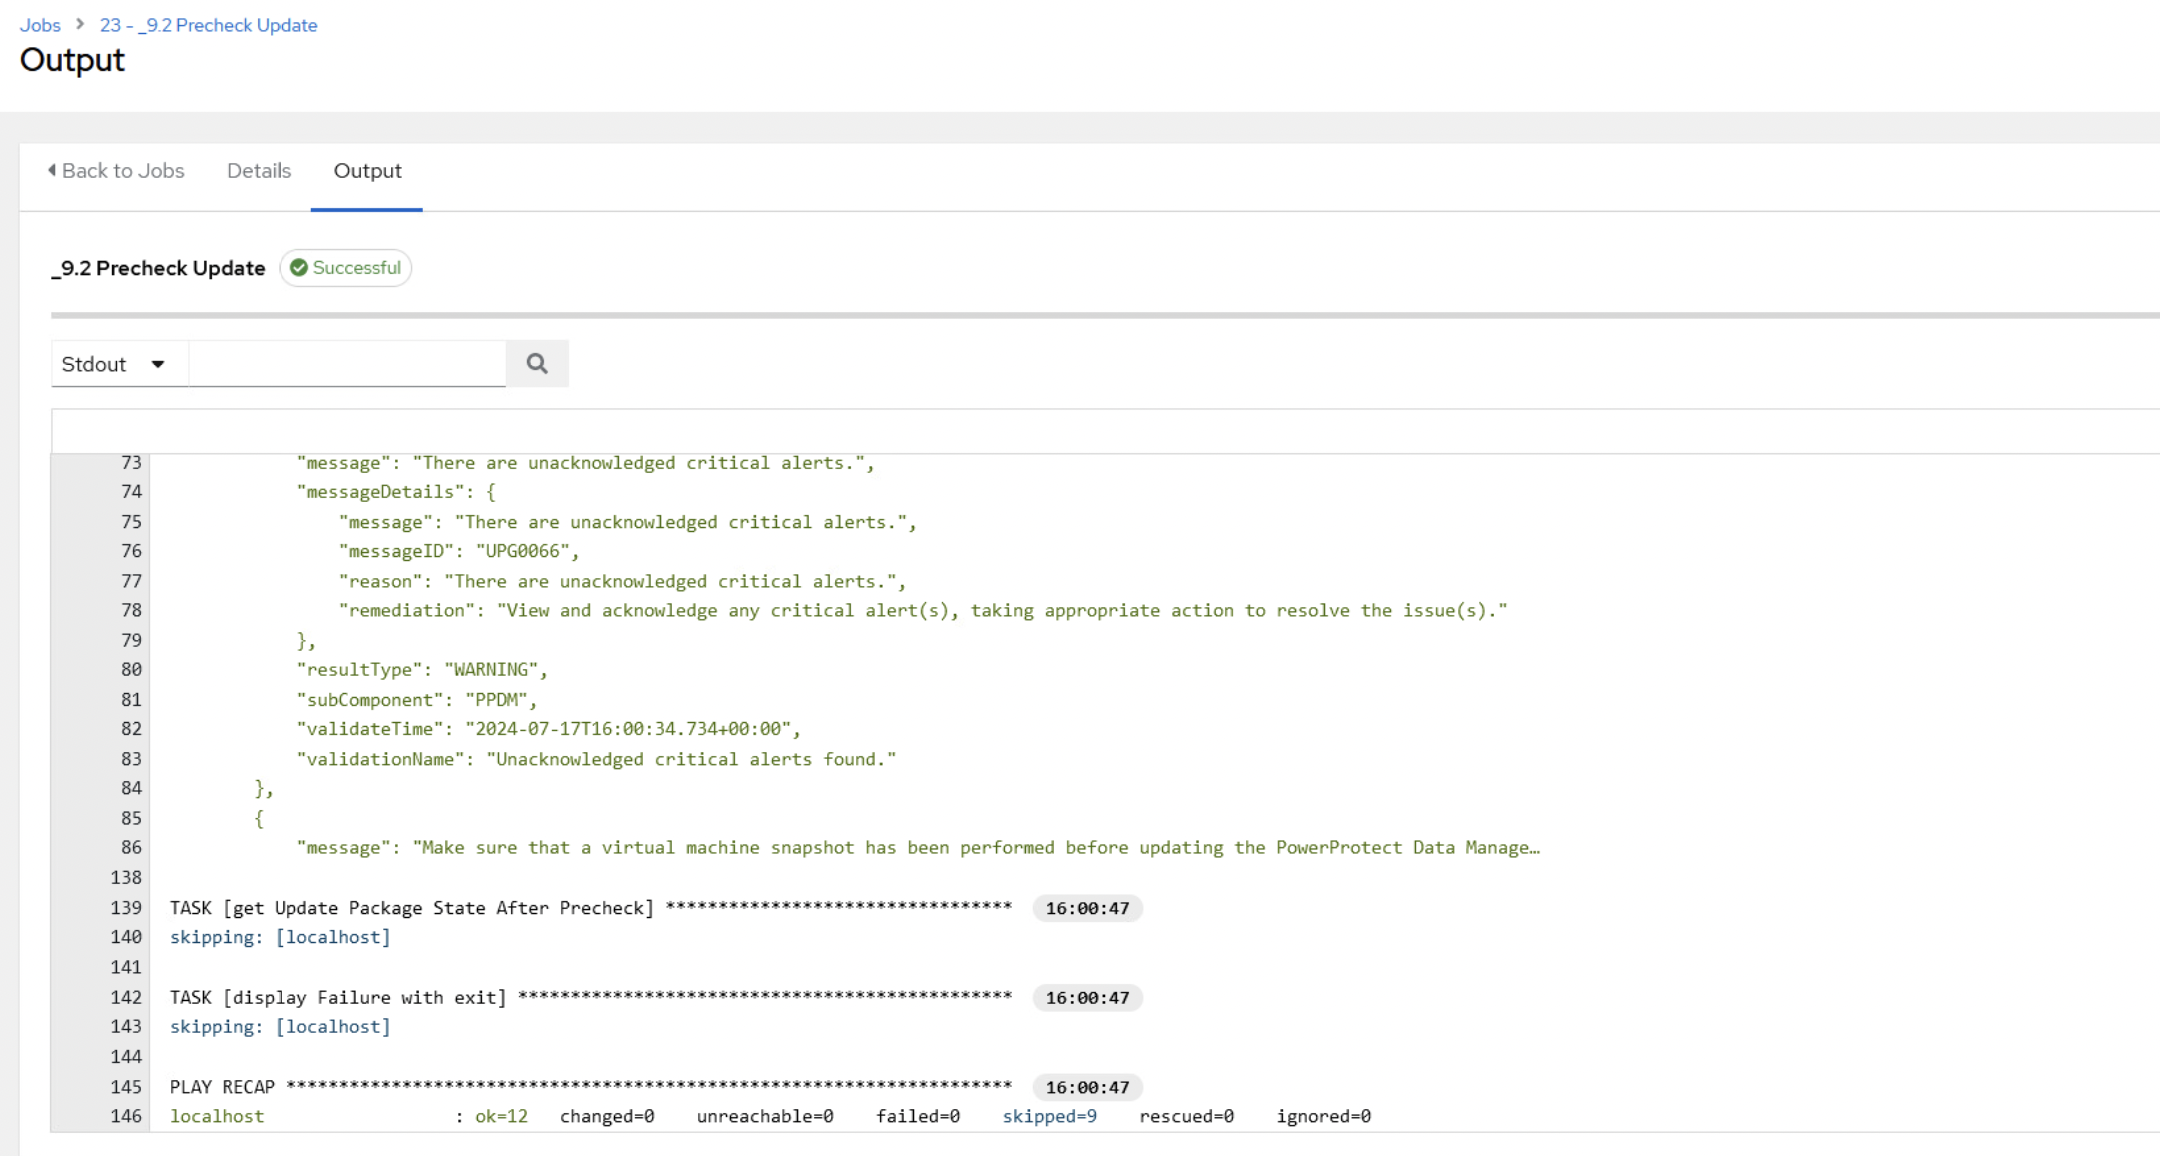 Jobs > 23 - _9.2 Precheck Update
Output
Back to Jobs Details Output
_9.2 Precheck Update Successful
Stdout
73 "message": "There are unacknowledged critical alerts.",
74 "messageDetails": {
75 "message": "There are unacknowledged critical alerts.",
76 "messageID": "UPG0066",
77 "reason": "There are unacknowledged critical alerts.",
78 "remediation": "View and acknowledge any critical alert(s), taking appropriate action to resolve the issue(s)."
79 },
80 "resultType": "WARNING",
81 "subComponent": "PPDM",
82 "validateTime": "2024-07-17T16:00:34.734+00:00",
83 "validationName": "Unacknowledged critical alerts found."
84 },
85 {
86 "message": "Make sure that a virtual machine snapshot has been performed before updating the PowerProtect Data Manage…
138
139 TASK [get Update Package State After Precheck] ********************************* 16:00:47
140 skipping: [localhost]
141
142 TASK [display Failure with exit] *********************************************** 16:00:47
143 skipping: [localhost]
144
145 PLAY RECAP ********************************************************************* 16:00:47
146 localhost : ok=12 changed=0 unreachable=0 failed=0 skipped=9 rescued=0 ignored=0